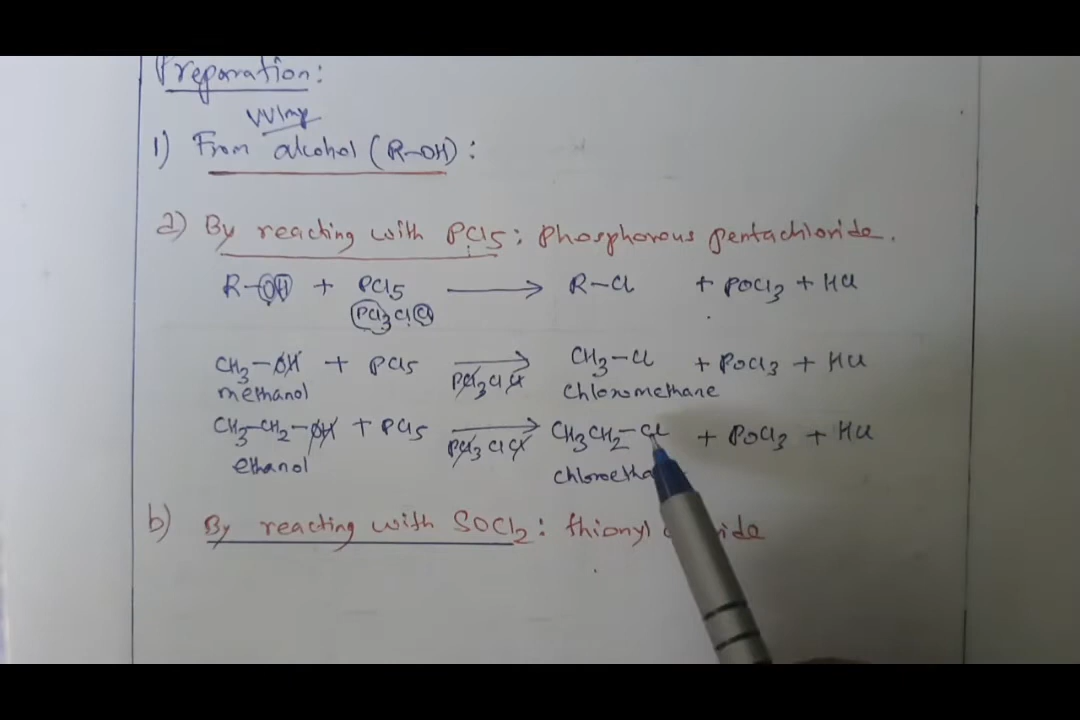 Preparation:
VVImp
1) From alcohol (R-OH):
a) By reacting with PCl5: Phosphorous pentachloride.
R-OH + PCl5 ⟶ R-Cl + POCl3 + HCl
PCl3ClCl
CH3-OH + PCl5 ⟶ CH3-Cl + POCl3 + HCl
PCl3ClCl
methanol Chloromethane
CH3-CH2-OH + PCl5 ⟶ CH3CH2-Cl + POCl3 + HCl
PCl3ClCl
ethanol
b) By reacting with SOCl2: thionyl